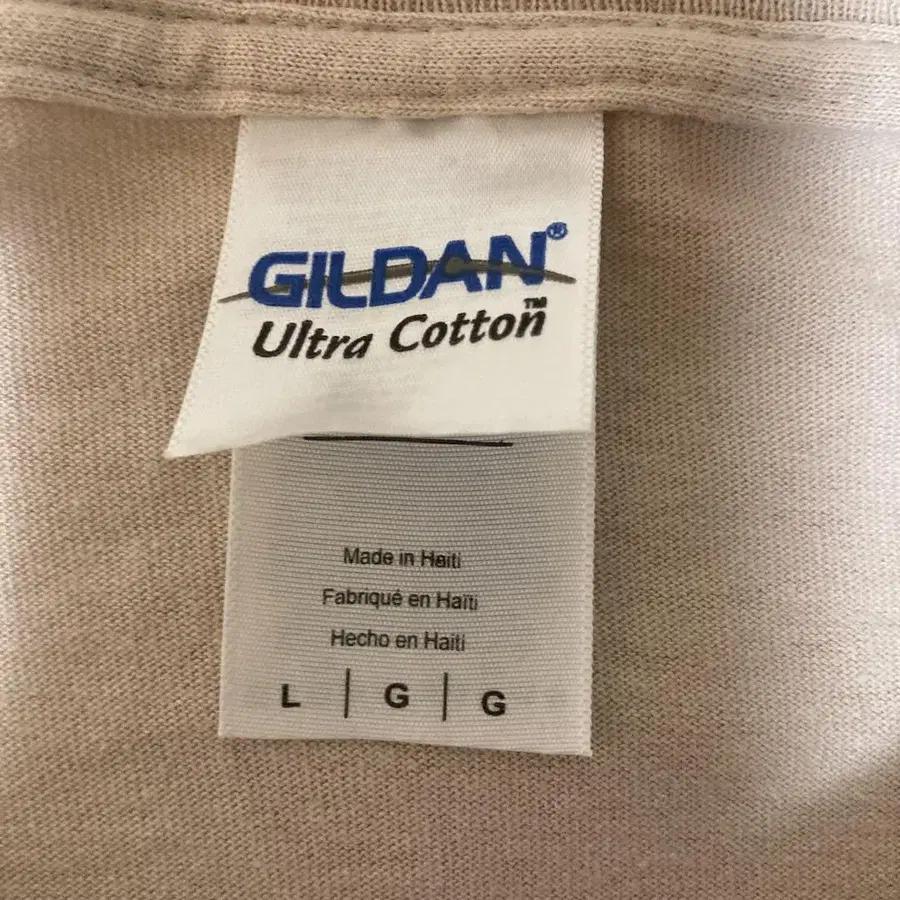 GILDAN®
Ultra Cotton™
Made in Haiti
Fabriqué en Haïti
Hecho en Haiti
L | G | G